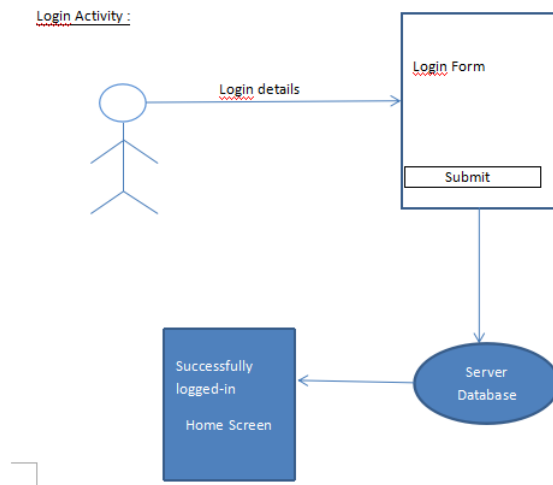 Login Activity :
Login details
Login Form
Submit
Server
Database
Successfully
logged-in
Home Screen